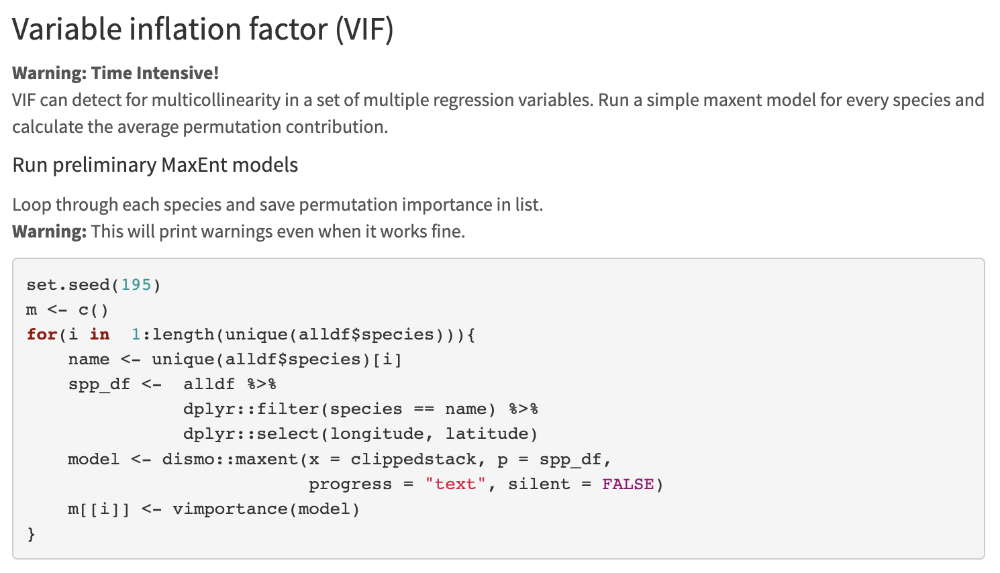 Variable inflation factor (VIF)
Warning: Time Intensive!
VIF can detect for multicollinearity in a set of multiple regression variables. Run a simple maxent model for every species and
calculate the average permutation contribution.
Run preliminary MaxEnt models
Loop through each species and save permutation importance in list.
Warning: This will print warnings even when it works fine.
set.seed(195)
m <- c()
for(i in  1:length(unique(alldf$species))){
    name <- unique(alldf$species)[i]
    spp_df <-  alldf %>%
               dplyr::filter(species == name) %>%
               dplyr::select(longitude, latitude)
    model <- dismo::maxent(x = clippedstack, p = spp_df,
                           progress = "text", silent = FALSE)
    m[[i]] <- vimportance(model)
}